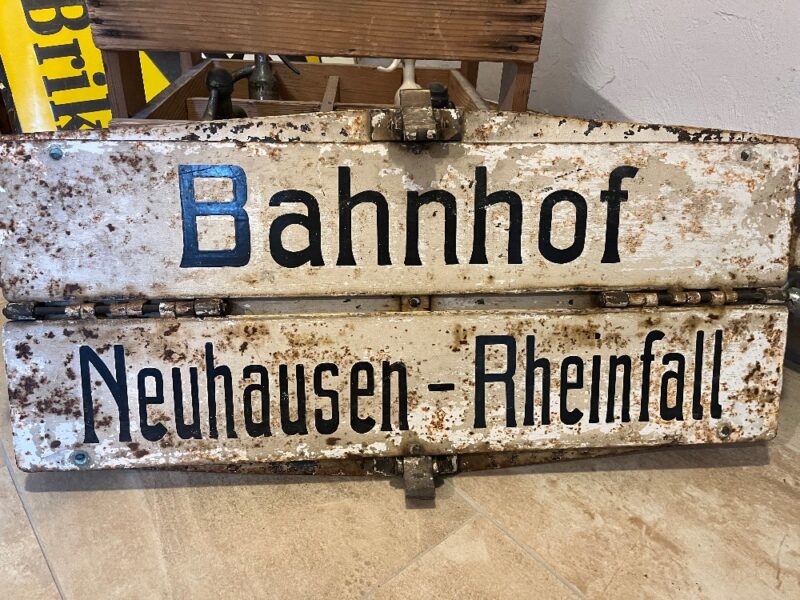 Brik
Bahnhof
Neuhausen - Rheinfall